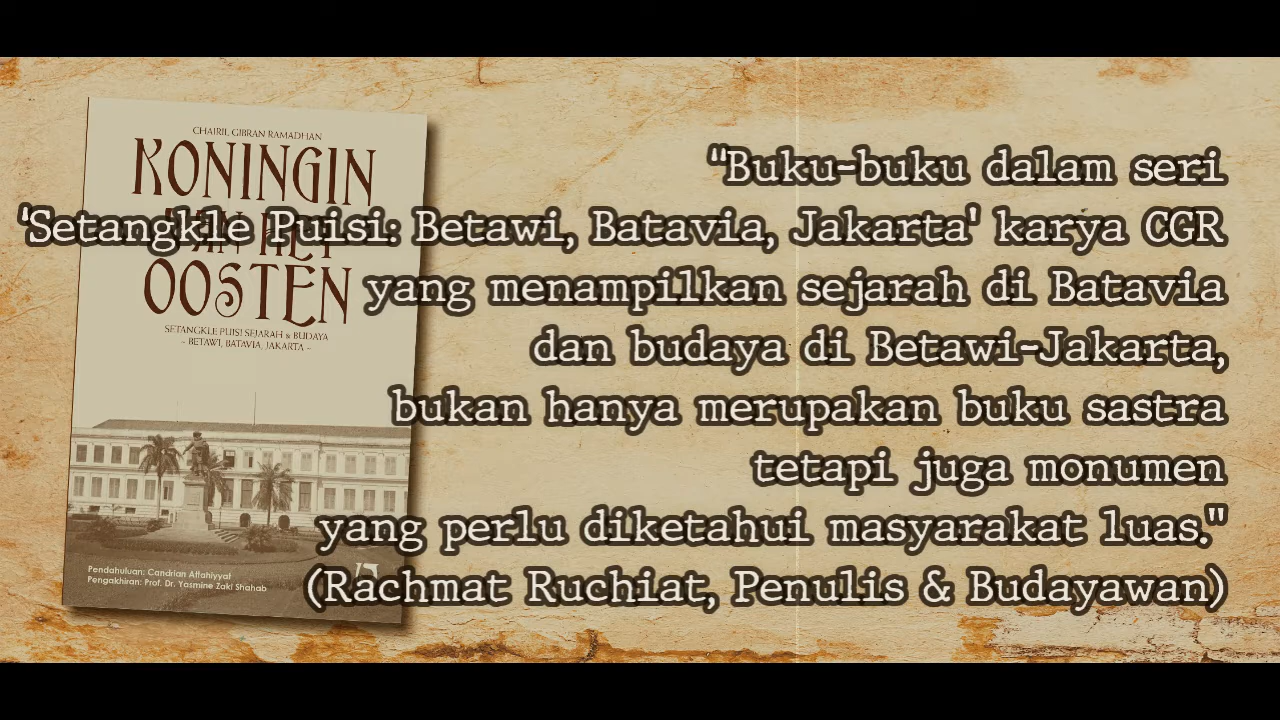 CHAIRIL GIBRAN RAMADHAN
KONINGIN
OOSTEN
SETANGKLE PUISI SEJARAH & BUDAYA
- BETAWI, BATAVIA, JAKARTA -
Pendahuluan: Candrian Attahiyyat
Pengakhiran: Prof. Dr. Yasmine Zaki Shahab
"Buku-buku dalam seri
'Setangkle Puisi: Betawi, Batavia, Jakarta' karya CGR
yang menampilkan sejarah di Batavia
dan budaya di Betawi-Jakarta,
bukan hanya merupakan buku sastra
tetapi juga monumen
yang perlu diketahui masyarakat luas."
(Rachmat Ruchiat, Penulis & Budayawan)